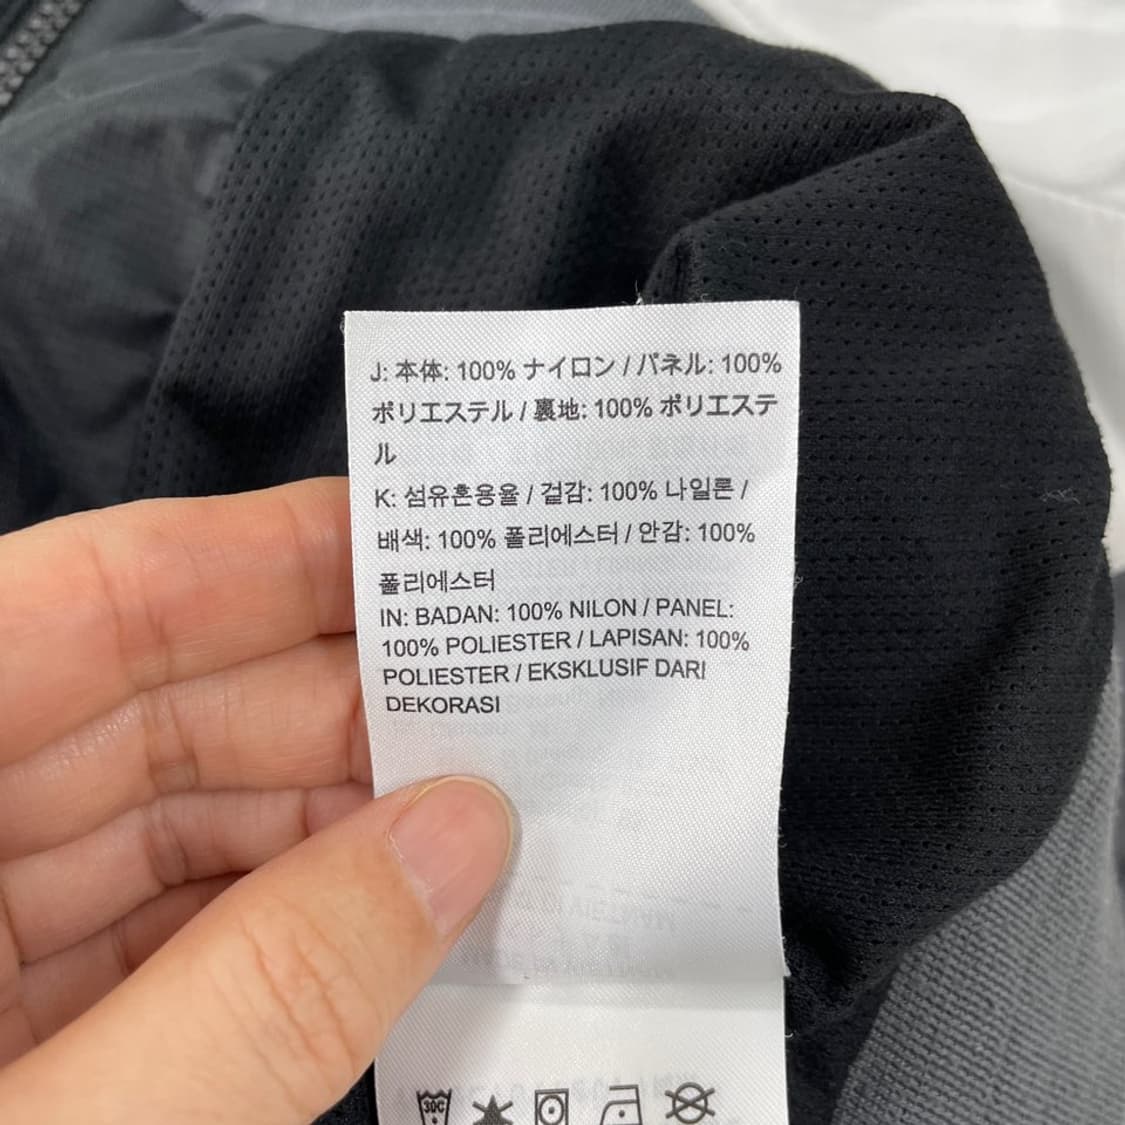 J: 本体: 100% ナイロン / パネル: 100%
ポリエステル / 裏地: 100% ポリエステ
ル
K: 섬유혼용율 / 겉감: 100% 나일론 /
배색: 100% 폴리에스터 / 안감: 100%
폴리에스터
IN: BADAN: 100% NILON / PANEL:
100% POLIESTER / LAPISAN: 100%
POLIESTER / EKSKLUSIF DARI
DEKORASI
30C